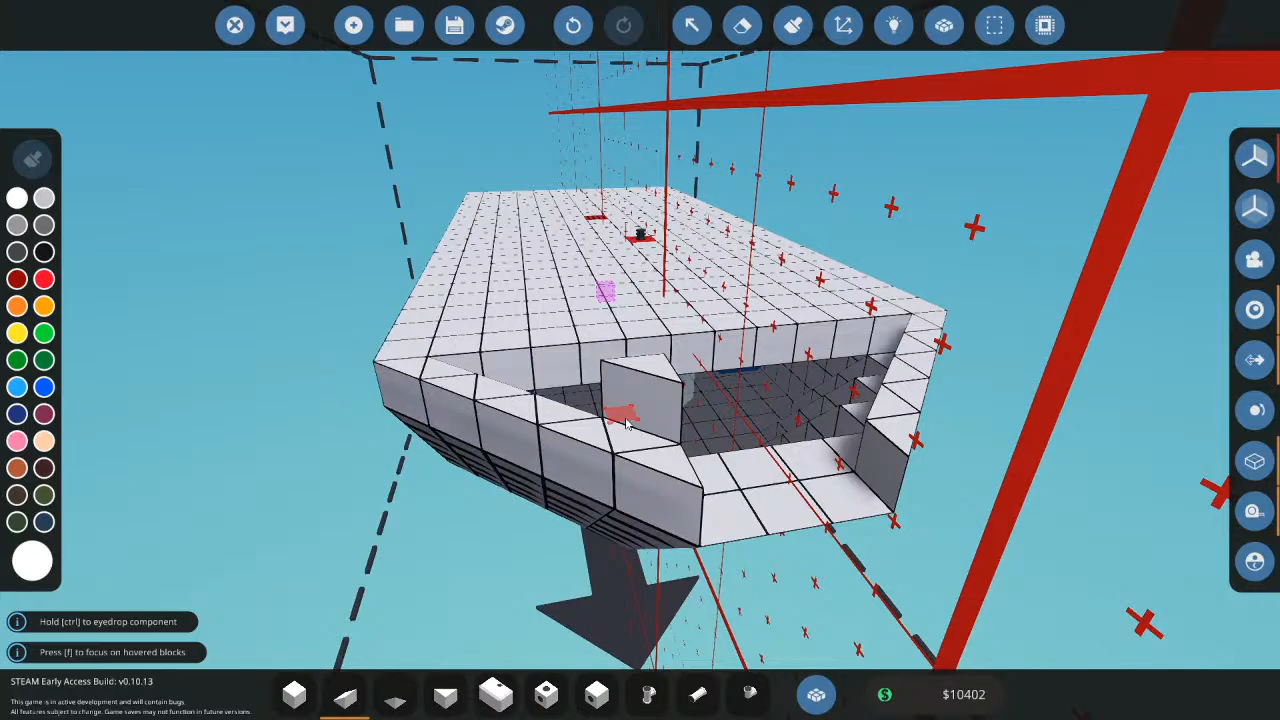 Hold [ctrl] to eyedrop component
Press [f] to focus on hovered blocks
STEAM Early Access Build: v0.10.13
This game is in active development and will contain bugs.
All features subject to change. Game saves may not function in future versions.
$10402